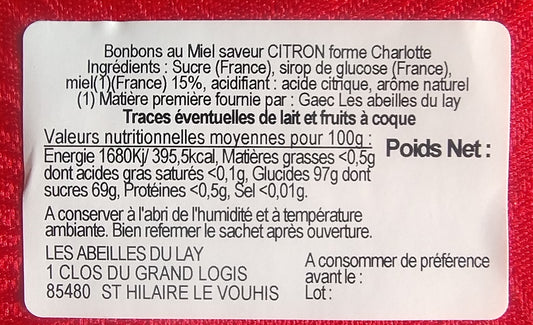 Bonbons au Miel saveur CITRON forme Charlotte
Ingrédients : Sucre (France), sirop de glucose (France),
miel(1)(France) 15%, acidifiant : acide citrique, arôme naturel
(1) Matière première fournie par : Gaec Les abeilles du lay
Traces éventuelles de lait et fruits à coque
Valeurs nutritionnelles moyennes pour 100g :
Energie 1680Kj/ 395,5kcal, Matières grasses <0,5g
dont acides gras saturés <0,1g, Glucides 97g dont
sucres 69g, Protéines <0,5g, Sel <0,01g.
Poids Net :
A conserver à l'abri de l'humidité et à température
ambiante. Bien refermer le sachet après ouverture.
LES ABEILLES DU LAY
1 CLOS DU GRAND LOGIS
85480 ST HILAIRE LE VOUHIS
A consommer de préférence
avant le :
Lot :